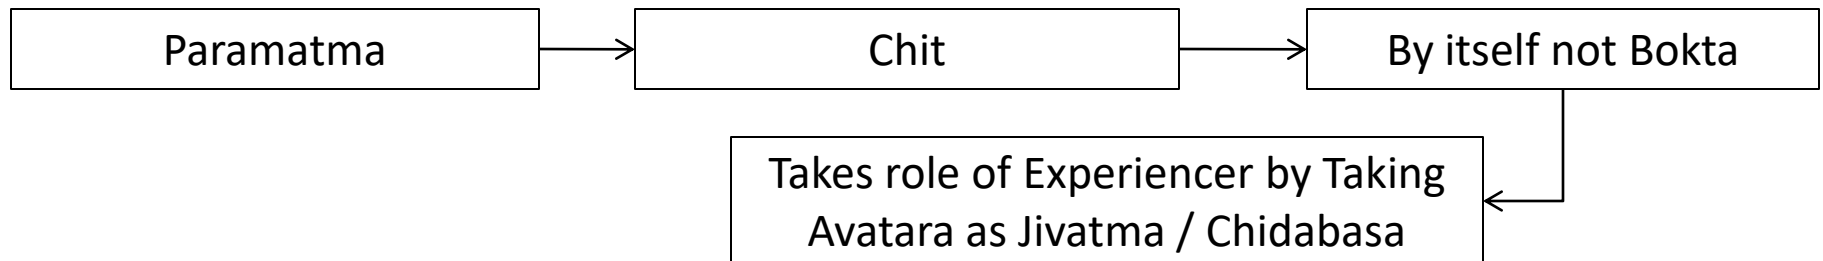 Paramatma
Chit
By itself not Bokta
Takes role of Experiencer by Taking
Avatara as Jivatma / Chidabasa